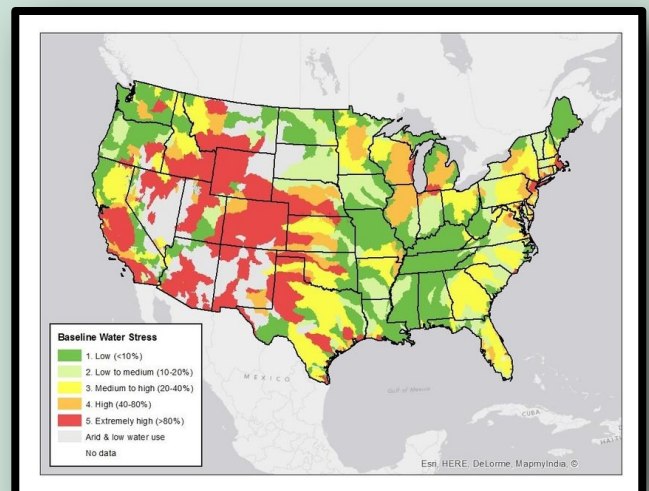 Baseline Water Stress
1. Low (<10%)
2. Low to medium (10-20%)
3. Medium to high (20-40%)
4. High (40-80%)
5. Extremely high (>80%)
Arid & low water use
No data
MEXICO
Gulf of Mexico
CUBA
HAITI
Esri, HERE, DeLorme, MapmyIndia, ©